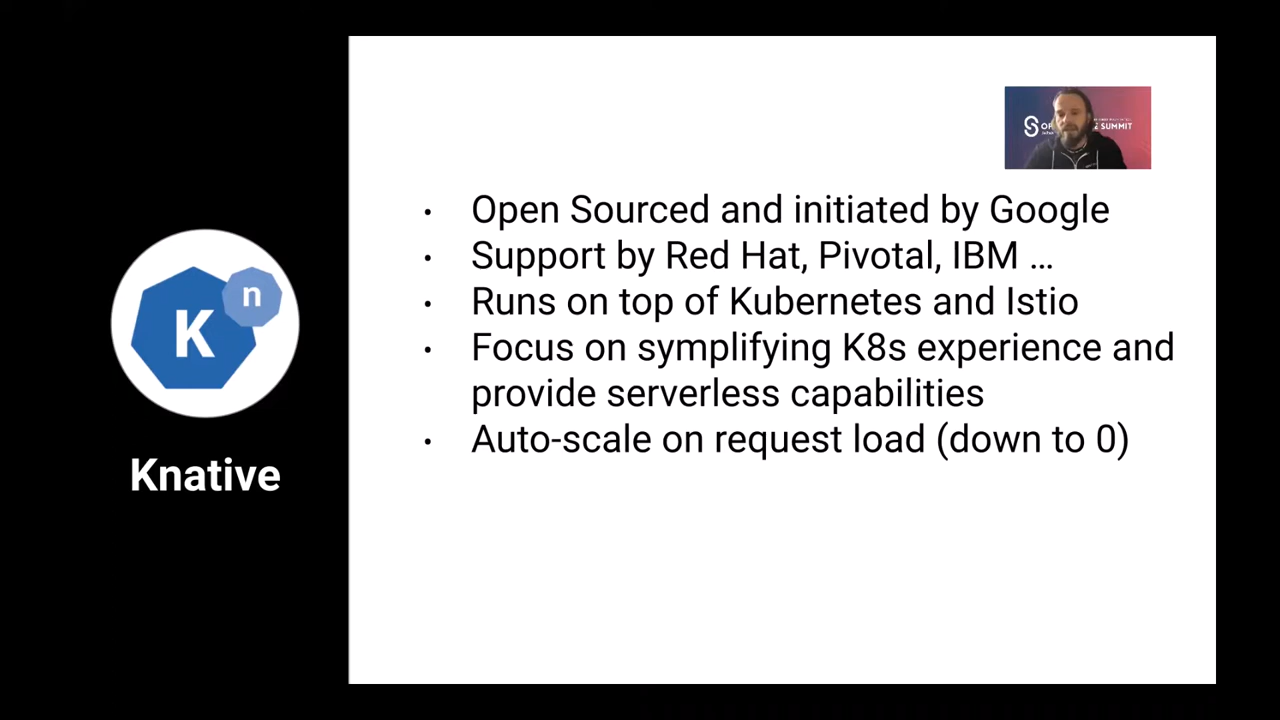 SUMMIT
• Open Sourced and initiated by Google
• Support by Red Hat, Pivotal, IBM ...
• Runs on top of Kubernetes and Istio
• Focus on symplifying K8s experience and
provide serverless capabilities
• Auto-scale on request load (down to 0)
K
n
Knative